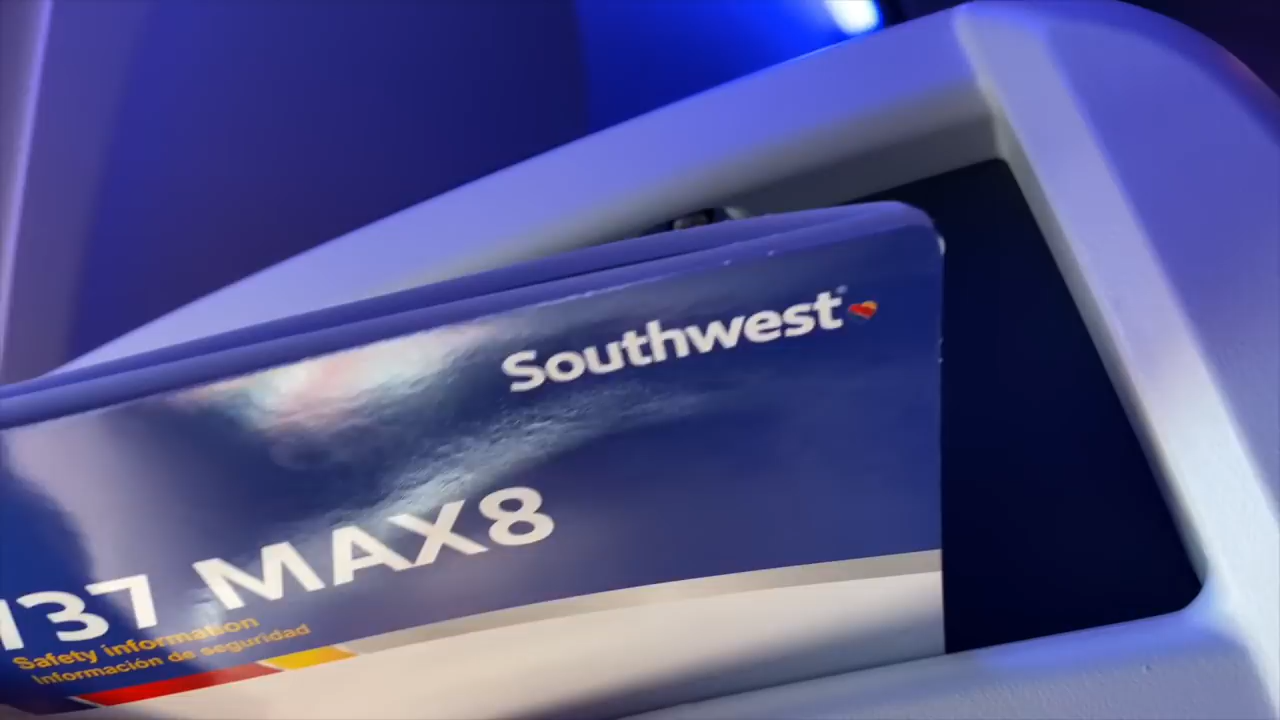 Southwest
737 MAX8
Safety information
Información de seguridad